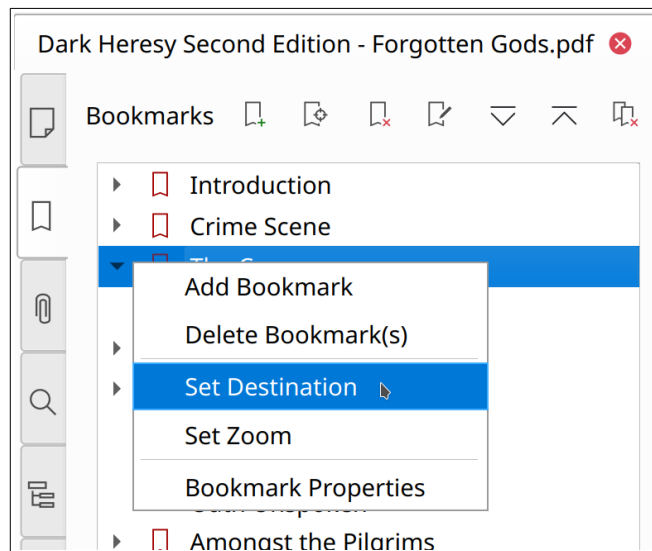 Dark Heresy Second Edition - Forgotten Gods.pdf
Bookmarks
Introduction
Crime Scene
Add Bookmark
Delete Bookmark(s)
Set Destination
Set Zoom
Bookmark Properties
Amongst the Pilgrims